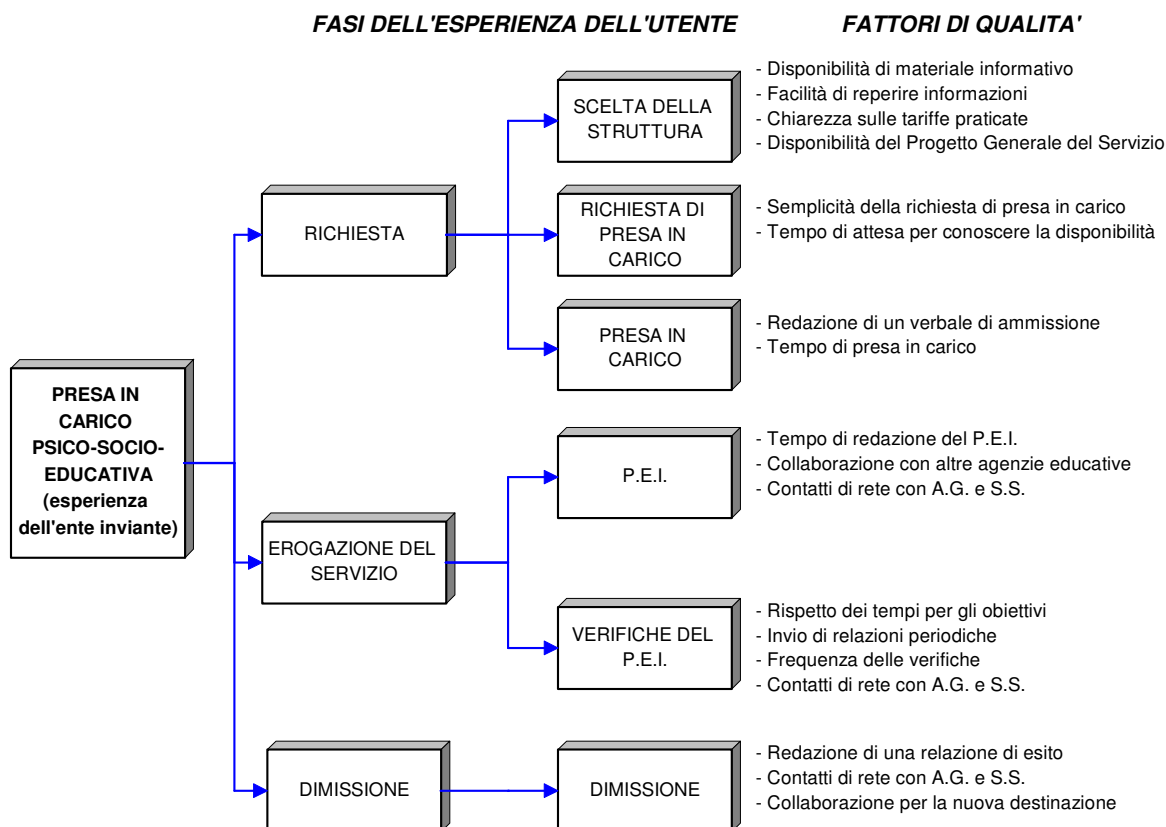 FASI DELL'ESPERIENZA DELL'UTENTE
FATTORI DI QUALITA'
SCELTA DELLA
STRUTTURA
- Disponibilità di materiale informativo
- Facilità di reperire informazioni
- Chiarezza sulle tariffe praticate
- Disponibilità del Progetto Generale del Servizio
RICHIESTA
RICHIESTA DI
PRESA IN
CARICO
- Semplicità della richiesta di presa in carico
- Tempo di attesa per conoscere la disponibilità
PRESA IN
CARICO
- Redazione di un verbale di ammissione
- Tempo di presa in carico
PRESA IN
CARICO
PSICO-SOCIO-
EDUCATIVA
(esperienza
dell'ente inviante)
P.E.I.
- Tempo di redazione del P.E.I.
- Collaborazione con altre agenzie educative
- Contatti di rete con A.G. e S.S.
EROGAZIONE DEL
SERVIZIO
VERIFICHE DEL
P.E.I.
- Rispetto dei tempi per gli obiettivi
- Invio di relazioni periodiche
- Frequenza delle verifiche
- Contatti di rete con A.G. e S.S.
DIMISSIONE
DIMISSIONE
- Redazione di una relazione di esito
- Contatti di rete con A.G. e S.S.
- Collaborazione per la nuova destinazione